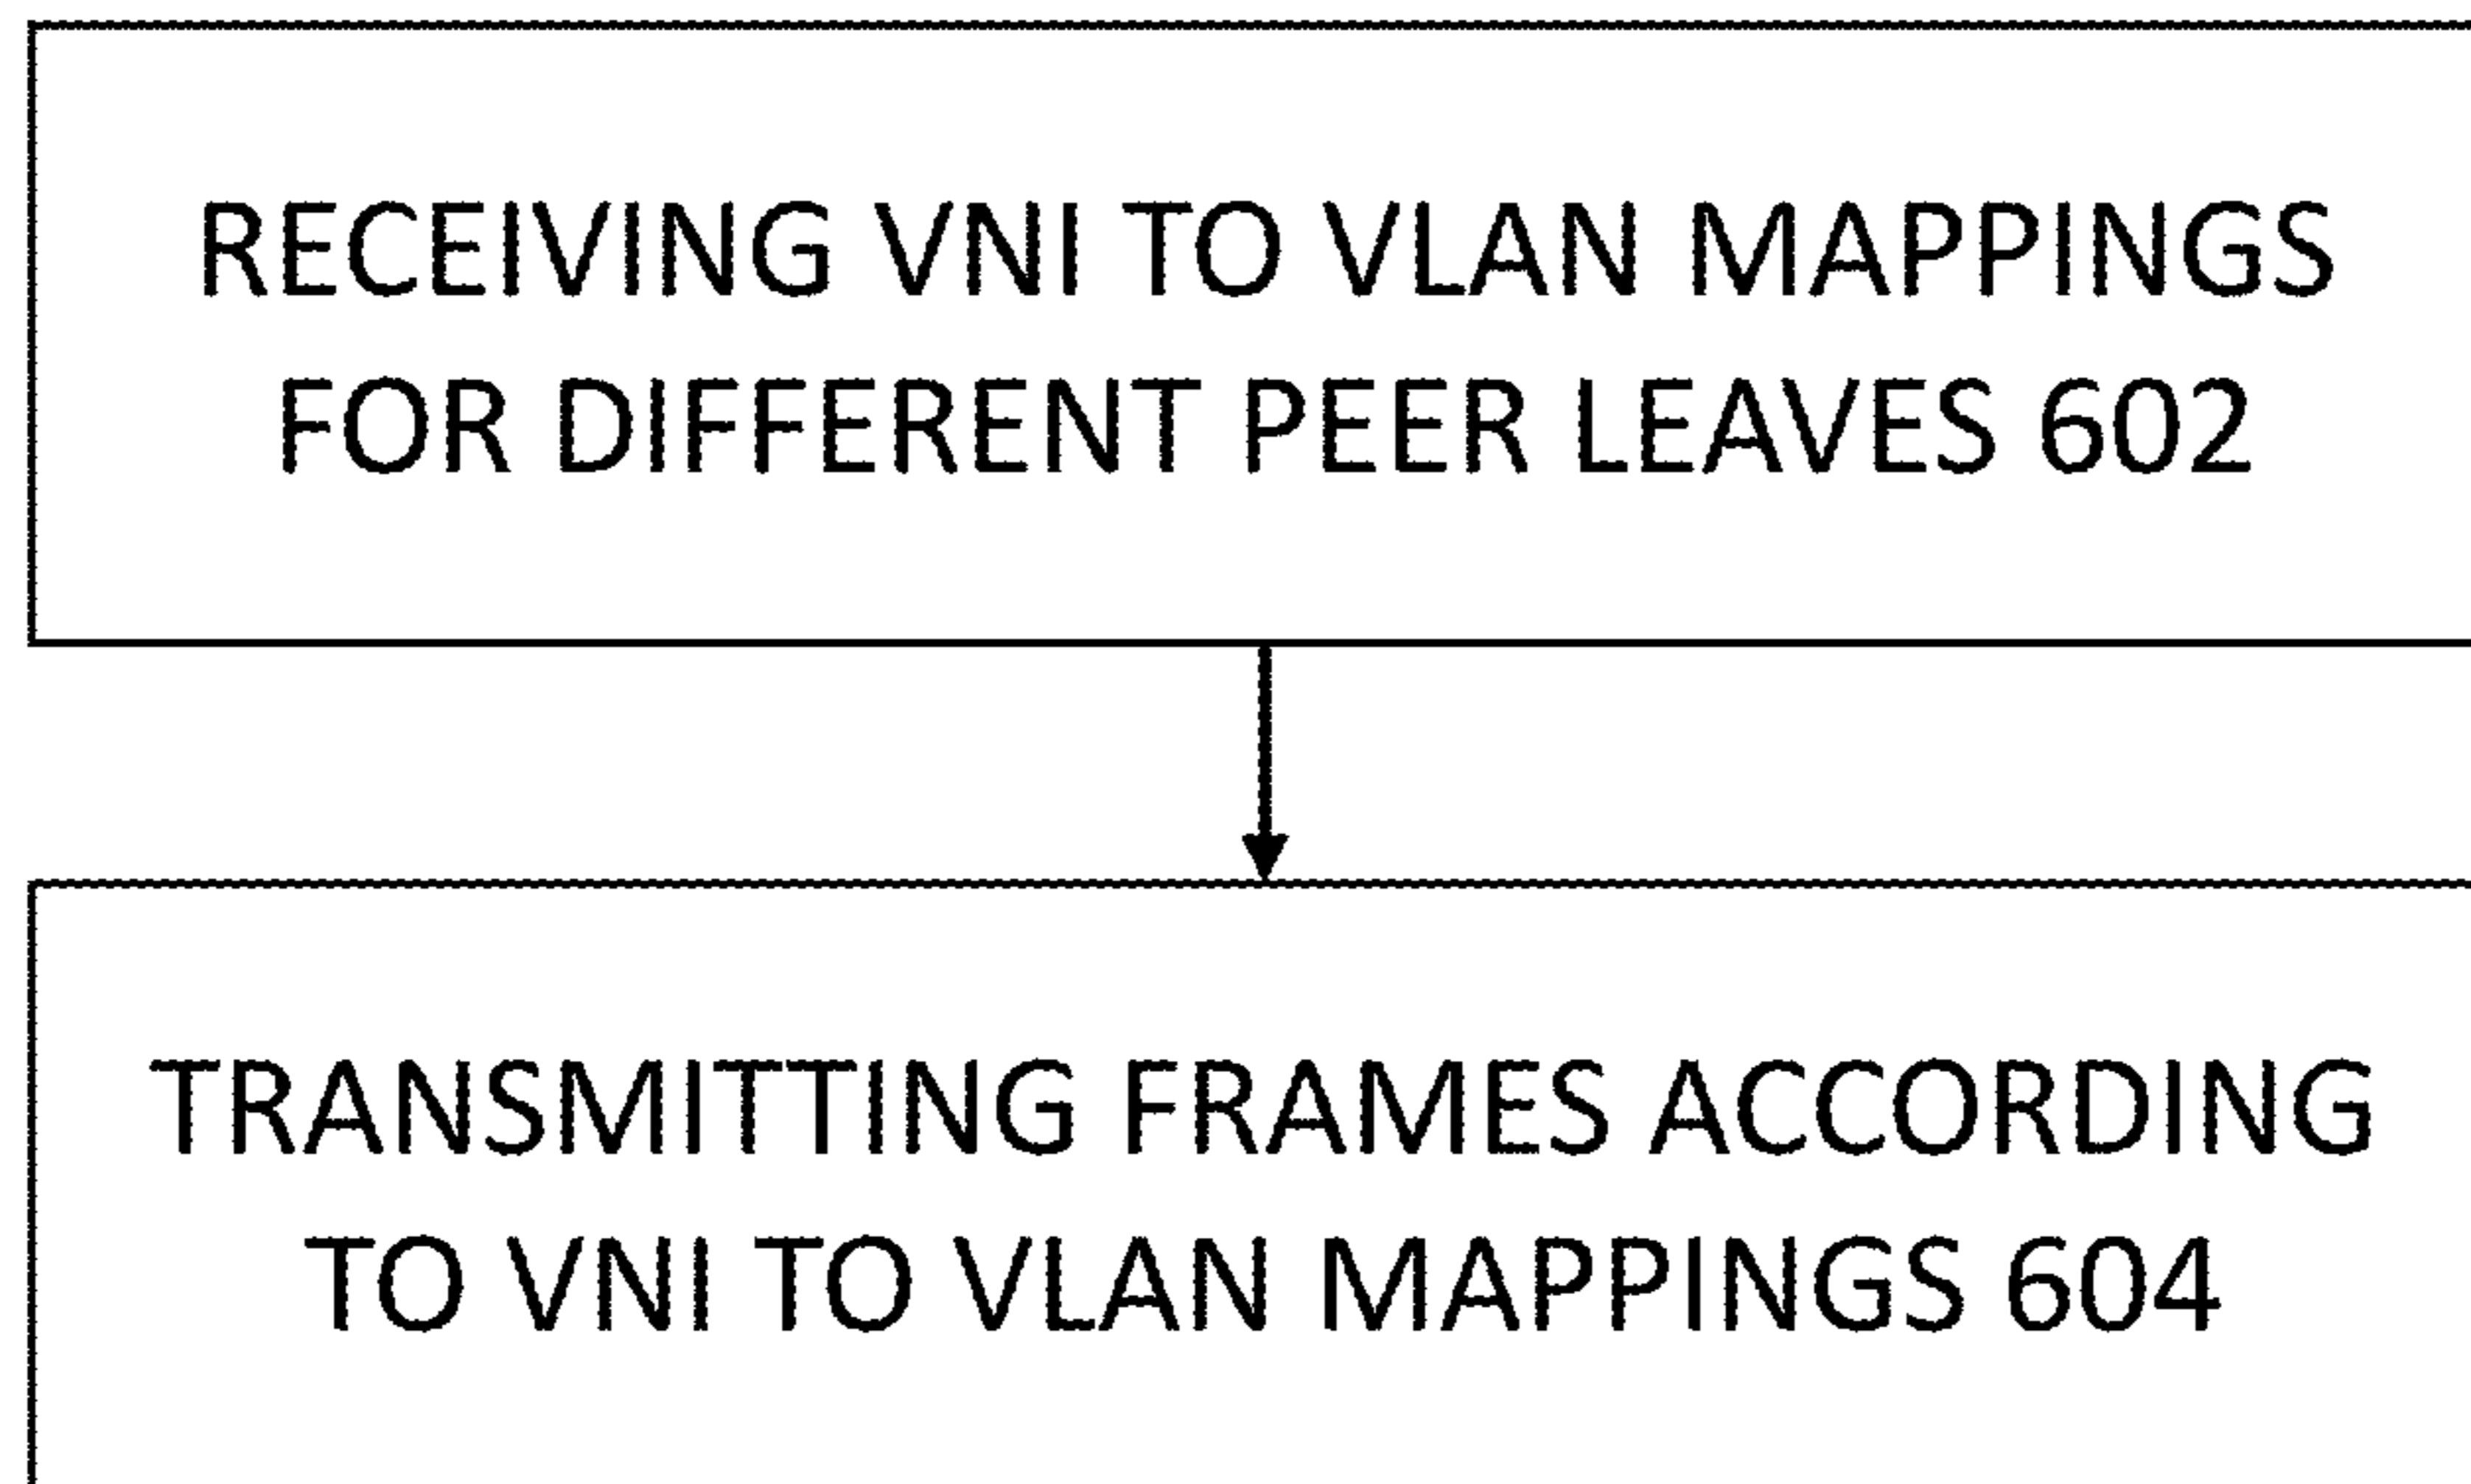 RECEIVING VNI TO VLAN MAPPINGS
FOR DIFFERENT PEER LEAVES 602
TRANSMITTING FRAMES ACCORDING
TO VNI TO VLAN MAPPINGS 604